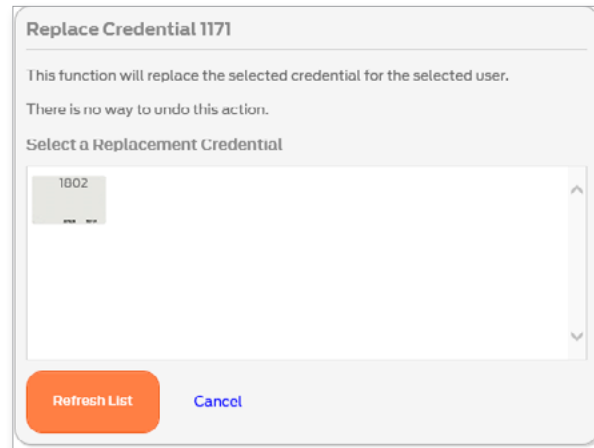 Replace Credential 1171
This function will replace the selected credential for the selected user.
There is no way to undo this action.
Select a Replacement Credential
1802
Refresh List
Cancel